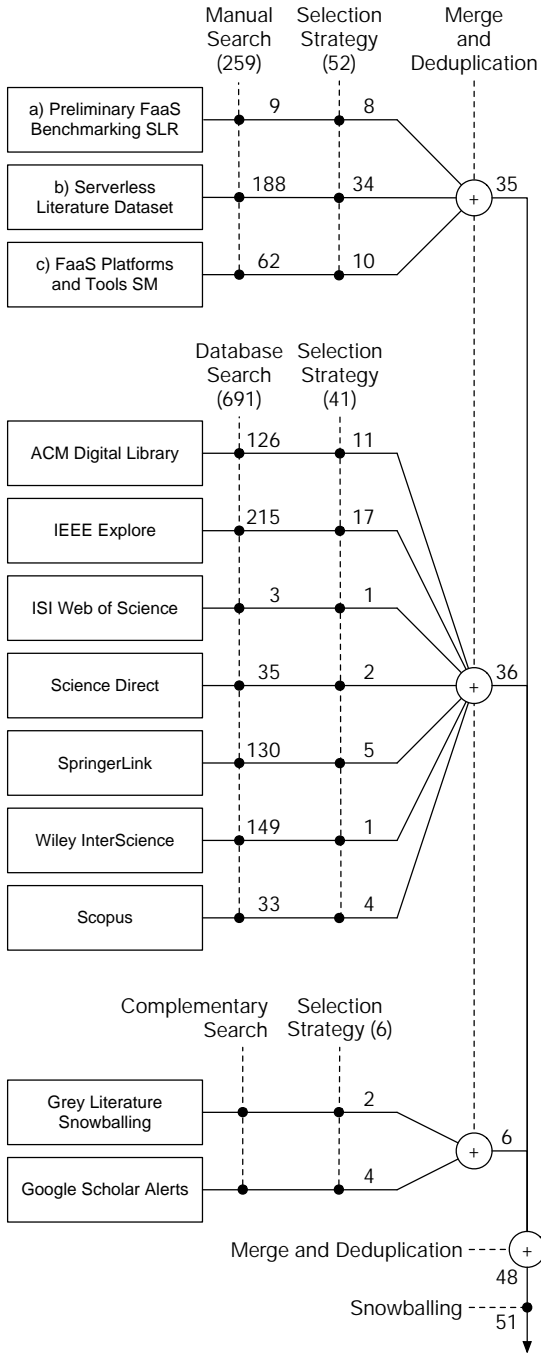 Manual
Search
(259)
Selection
Strategy
(52)
Merge
and
Deduplication
a) Preliminary FaaS
Benchmarking SLR
9
8
b) Serverless
Literature Dataset
188
34
+
35
c) FaaS Platforms
and Tools SM
62
10
Database
Search
(691)
Selection
Strategy
(41)
ACM Digital Library
126
11
IEEE Explore
215
17
ISI Web of Science
3
1
Science Direct
35
2
+
36
SpringerLink
130
5
Wiley InterScience
149
1
Scopus
33
4
Complementary
Search
Selection
Strategy (6)
Grey Literature
Snowballing
2
+
6
Google Scholar Alerts
4
Merge and Deduplication
+
48
Snowballing
51